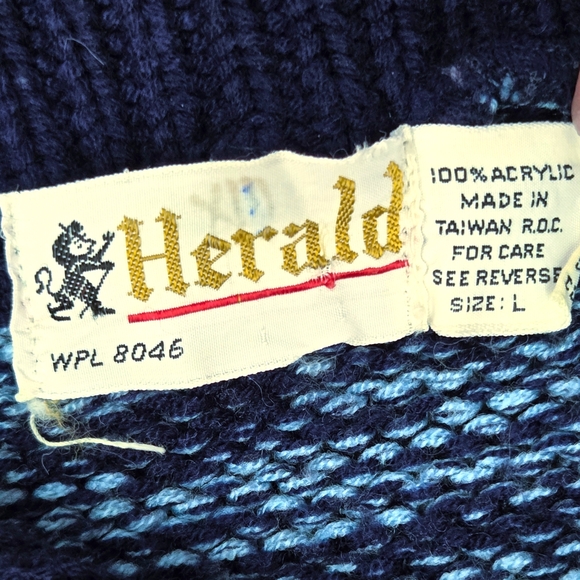 Herald
WPL 8046
100% ACRYLIC
MADE IN
TAIWAN R.O.C.
FOR CARE
SEE REVERSE
SIZE: L